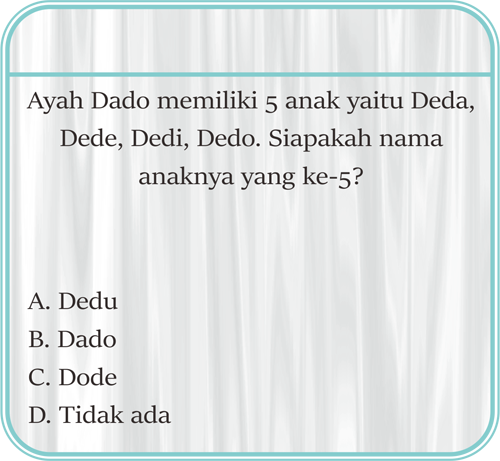 Ayah Dado memiliki 5 anak yaitu Deda,
Dede, Dedi, Dedo. Siapakah nama
anaknya yang ke-5?
A. Dedu
B. Dado
C. Dode
D. Tidak ada